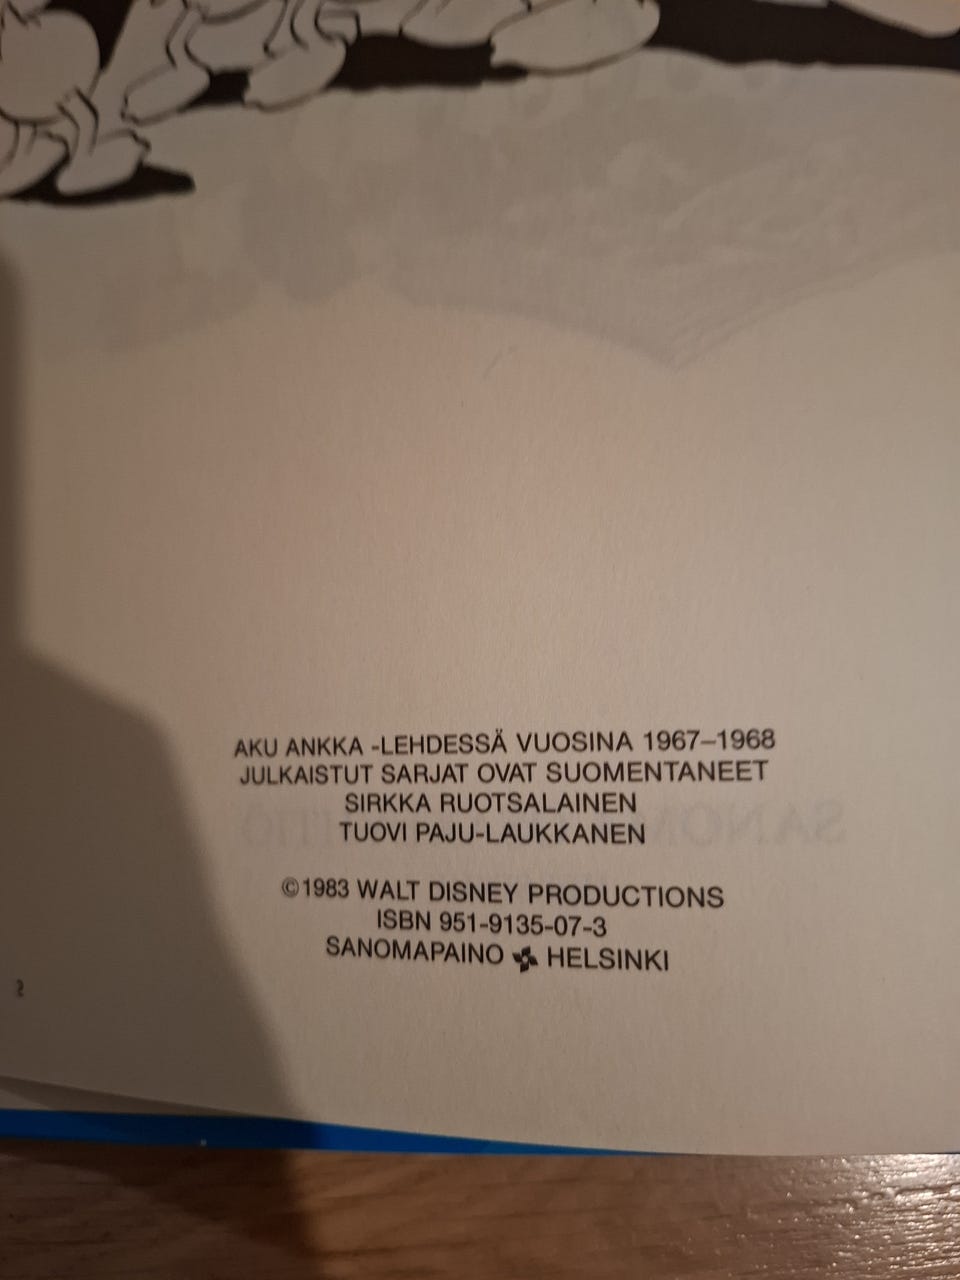 AKU ANKKA -LEHDESSÄ VUOSINA 1967–1968
JULKAISTUT SARJAT OVAT SUOMENTANEET
SIRKKA RUOTSALAINEN
TUOVI PAJU-LAUKKANEN
©1983 WALT DISNEY PRODUCTIONS
ISBN 951-9135-07-3
SANOMAPAINO HELSINKI